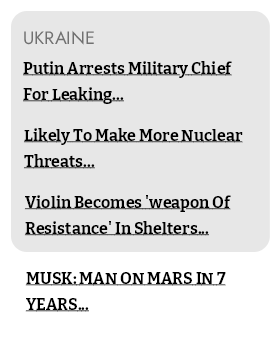 UKRAINE
Putin Arrests Military Chief
For Leaking...
Likely To Make More Nuclear
Threats...
Violin Becomes 'weapon Of
Resistance' In Shelters...
MUSK: MAN ON MARS IN 7
YEARS...